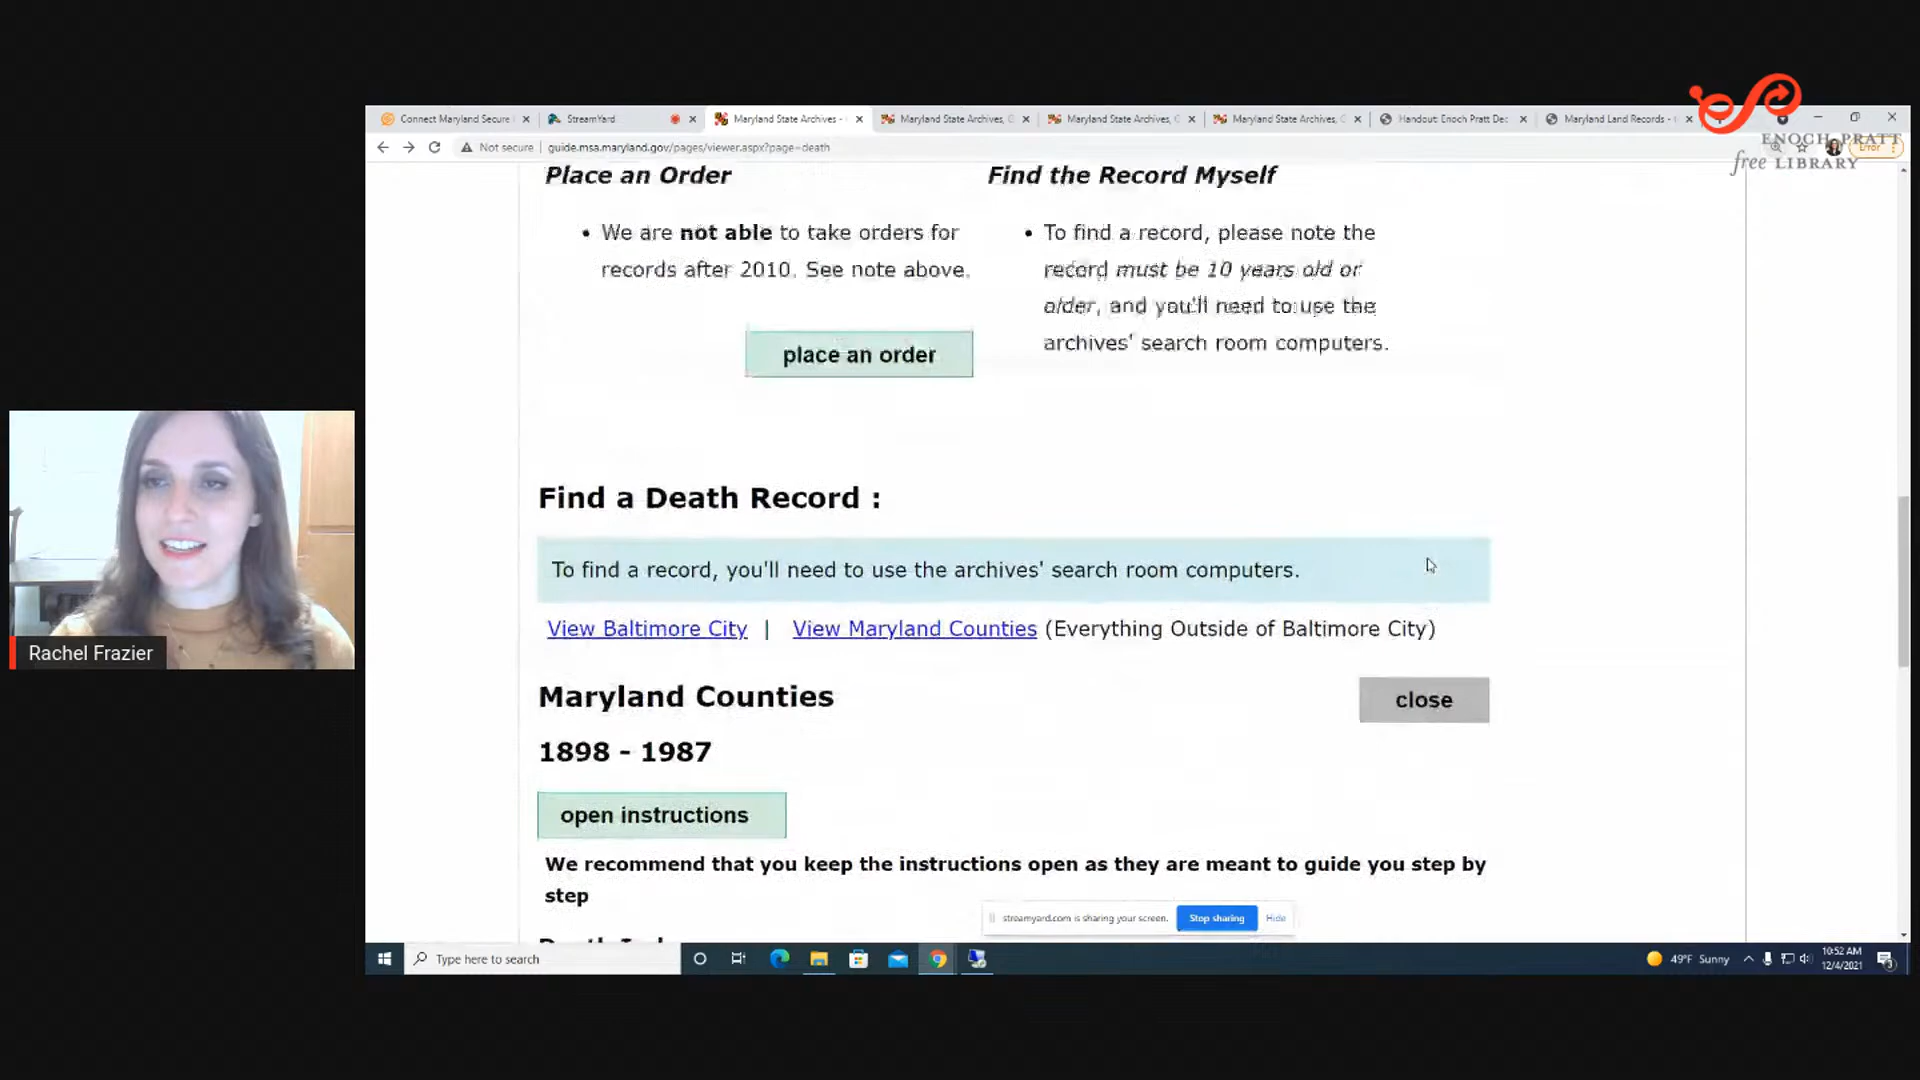 Connect Maryland Secure
StreamYard
Maryland State Archives -
Maryland State Archives,
Maryland State Archives,
Maryland State Archives,
Handout: Enoch Pratt Dec
Maryland Land Records -
Not secure
guide.msa.maryland.gov/pages/viewer.aspx?page=death
Error
ENOCH PRATT
free LIBRARY
Place an Order
We are not able to take orders for
records after 2010. See note above.
place an order
Find the Record Myself
To find a record, please note the
record must be 10 years old or
older, and you'll need to use the
archives' search room computers.
Find a Death Record :
To find a record, you'll need to use the archives' search room computers.
View Baltimore City | View Maryland Counties (Everything Outside of Baltimore City)
Maryland Counties
close
1898 - 1987
open instructions
We recommend that you keep the instructions open as they are meant to guide you step by
step
streamyard.com is sharing your screen.
Stop sharing
Hide
Rachel Frazier
Type here to search
49°F Sunny
10:52 AM
12/4/2021